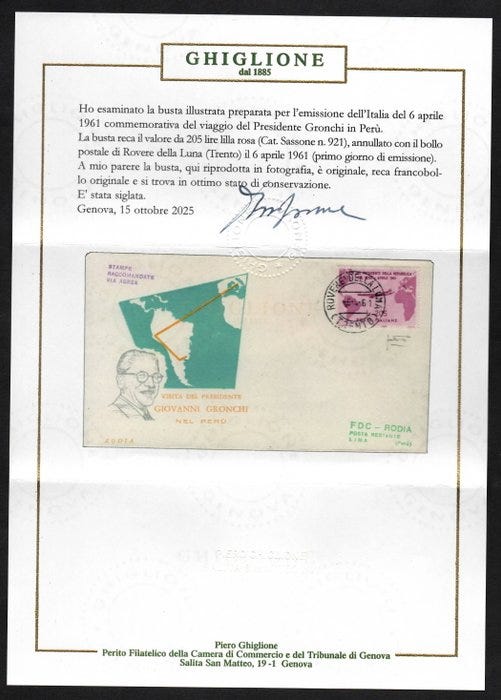 GHIGLIONE
dal 1885
Ho esaminato la busta illustrata preparata per l'emissione dell'Italia del 6 aprile
1961 commemorativa del viaggio del Presidente Gronchi in Perù.
La busta reca il valore da 205 lire lilla rosa (Cat. Sassone n. 921), annullato con il bollo
postale di Rovere della Luna (Trento) il 6 aprile 1961 (primo giorno di emissione).
A mio parere la busta, qui riprodotta in fotografia, è originale, reca francobol-
lo originale e si trova in ottimo stato di conservazione.
E' stata siglata.
Genova, 15 ottobre 2025
STAMPE
RACCOMANDATE
VIA AEREA
VISITA DEL PRESIDENTE
GIOVANNI GRONCHI
NEL PERÙ
RODIA
FDC - RODIA
POSTA RESTANTE
LIMA
(Perù)
Piero Ghiglione
Perito Filatelico della Camera di Commercio e del Tribunale di Genova
Salita San Matteo, 19 -1 Genova